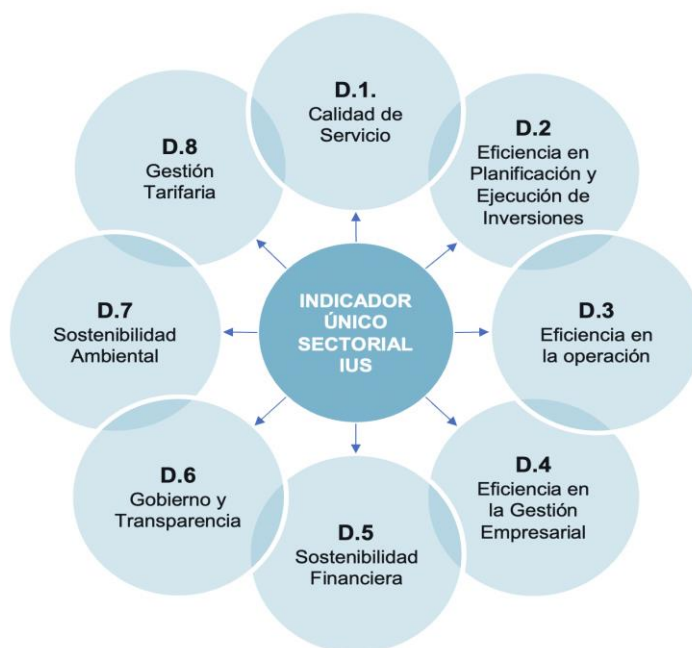 D.1.
Calidad de
Servicio
D.2
Eficiencia en
Planificación y
Ejecución de
Inversiones
D.3
Eficiencia en
la operación
D.4
Eficiencia en
la Gestión
Empresarial
D.5
Sostenibilidad
Financiera
D.6
Gobierno y
Transparencia
D.7
Sostenibilidad
Ambiental
D.8
Gestión
Tarifaria
INDICADOR
ÚNICO
SECTORIAL
IUS